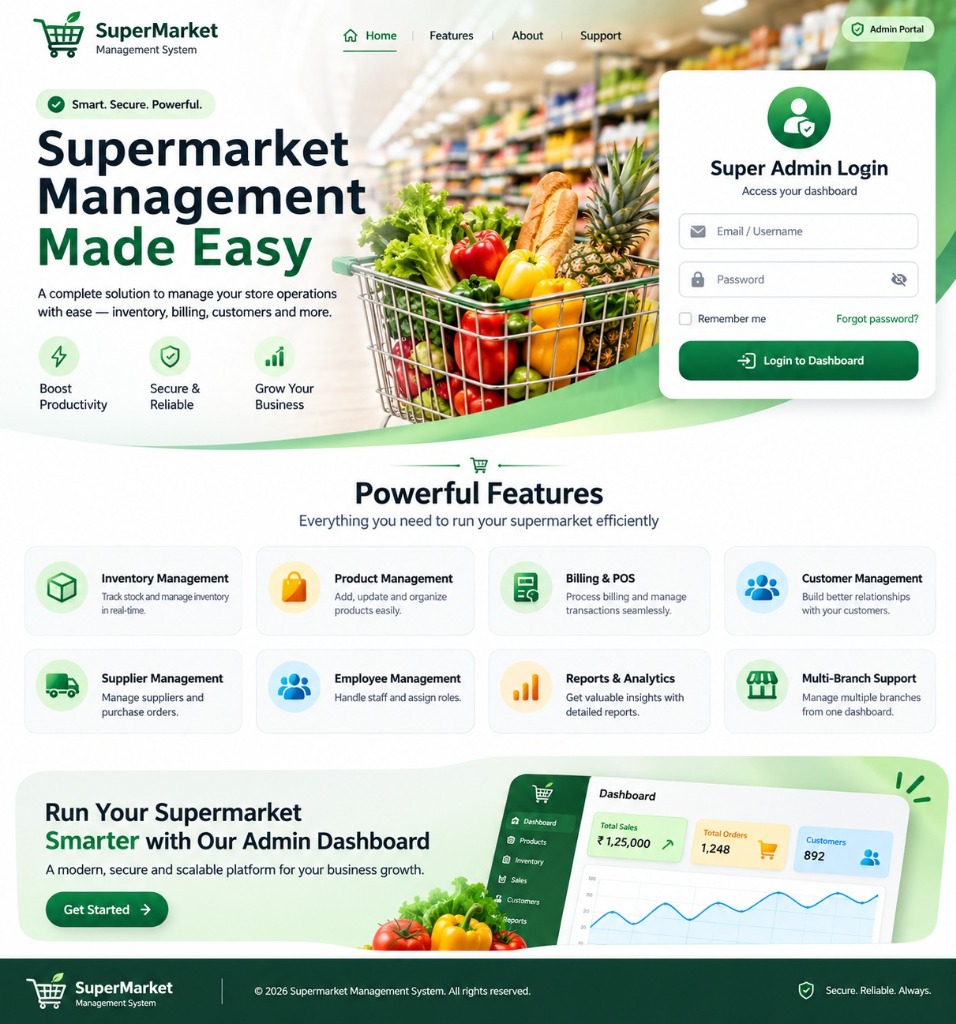 SuperMarket
Management System
Home
Features
About
Support
Admin Portal
Smart. Secure. Powerful.
Supermarket
Management
Made Easy
A complete solution to manage your store operations
with ease — inventory, billing, customers and more.
Boost
Productivity
Secure &
Reliable
Grow Your
Business
Super Admin Login
Access your dashboard
Email / Username
Password
Remember me
Forgot password?
Login to Dashboard
Powerful Features
Everything you need to run your supermarket efficiently
Inventory Management
Track stock and manage inventory
in real-time.
Product Management
Add, update and organize
products easily.
Billing & POS
Process billing and manage
transactions seamlessly.
Customer Management
Build better relationships
with your customers.
Supplier Management
Manage suppliers and
purchase orders.
Employee Management
Handle staff and assign roles.
Reports & Analytics
Get valuable insights with
detailed reports.
Multi-Branch Support
Manage multiple branches
from one dashboard.
Run Your Supermarket
Smarter with Our Admin Dashboard
A modern, secure and scalable platform for your business growth.
Get Started
Dashboard
Products
Inventory
Sales
Customers
Reports
Dashboard
Total Sales
₹ 1,25,000
Total Orders
1,248
Customers
892
SuperMarket
Management System
© 2026 Supermarket Management System. All rights reserved.
Secure. Reliable. Always.